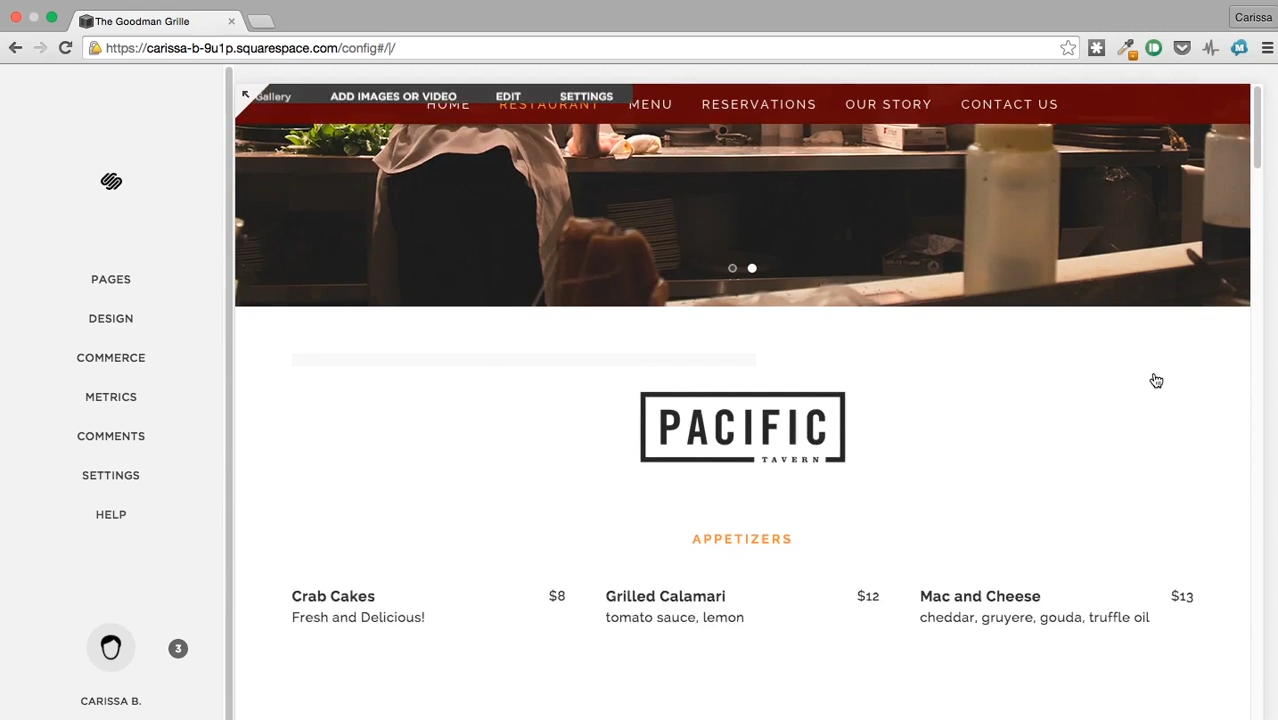 The Goodman Grille
Carissa
https://carissa-b-9u1p.squarespace.com/config#/|/
Gallery ADD IMAGES OR VIDEO EDIT SETTINGS
HOME RESTAURANT MENU RESERVATIONS OUR STORY CONTACT US
PAGES
DESIGN
COMMERCE
METRICS
COMMENTS
SETTINGS
HELP
3
CARISSA B.
PACIFIC
TAVERN
APPETIZERS
Crab Cakes $8
Fresh and Delicious!
Grilled Calamari $12
tomato sauce, lemon
Mac and Cheese $13
cheddar, gruyere, gouda, truffle oil